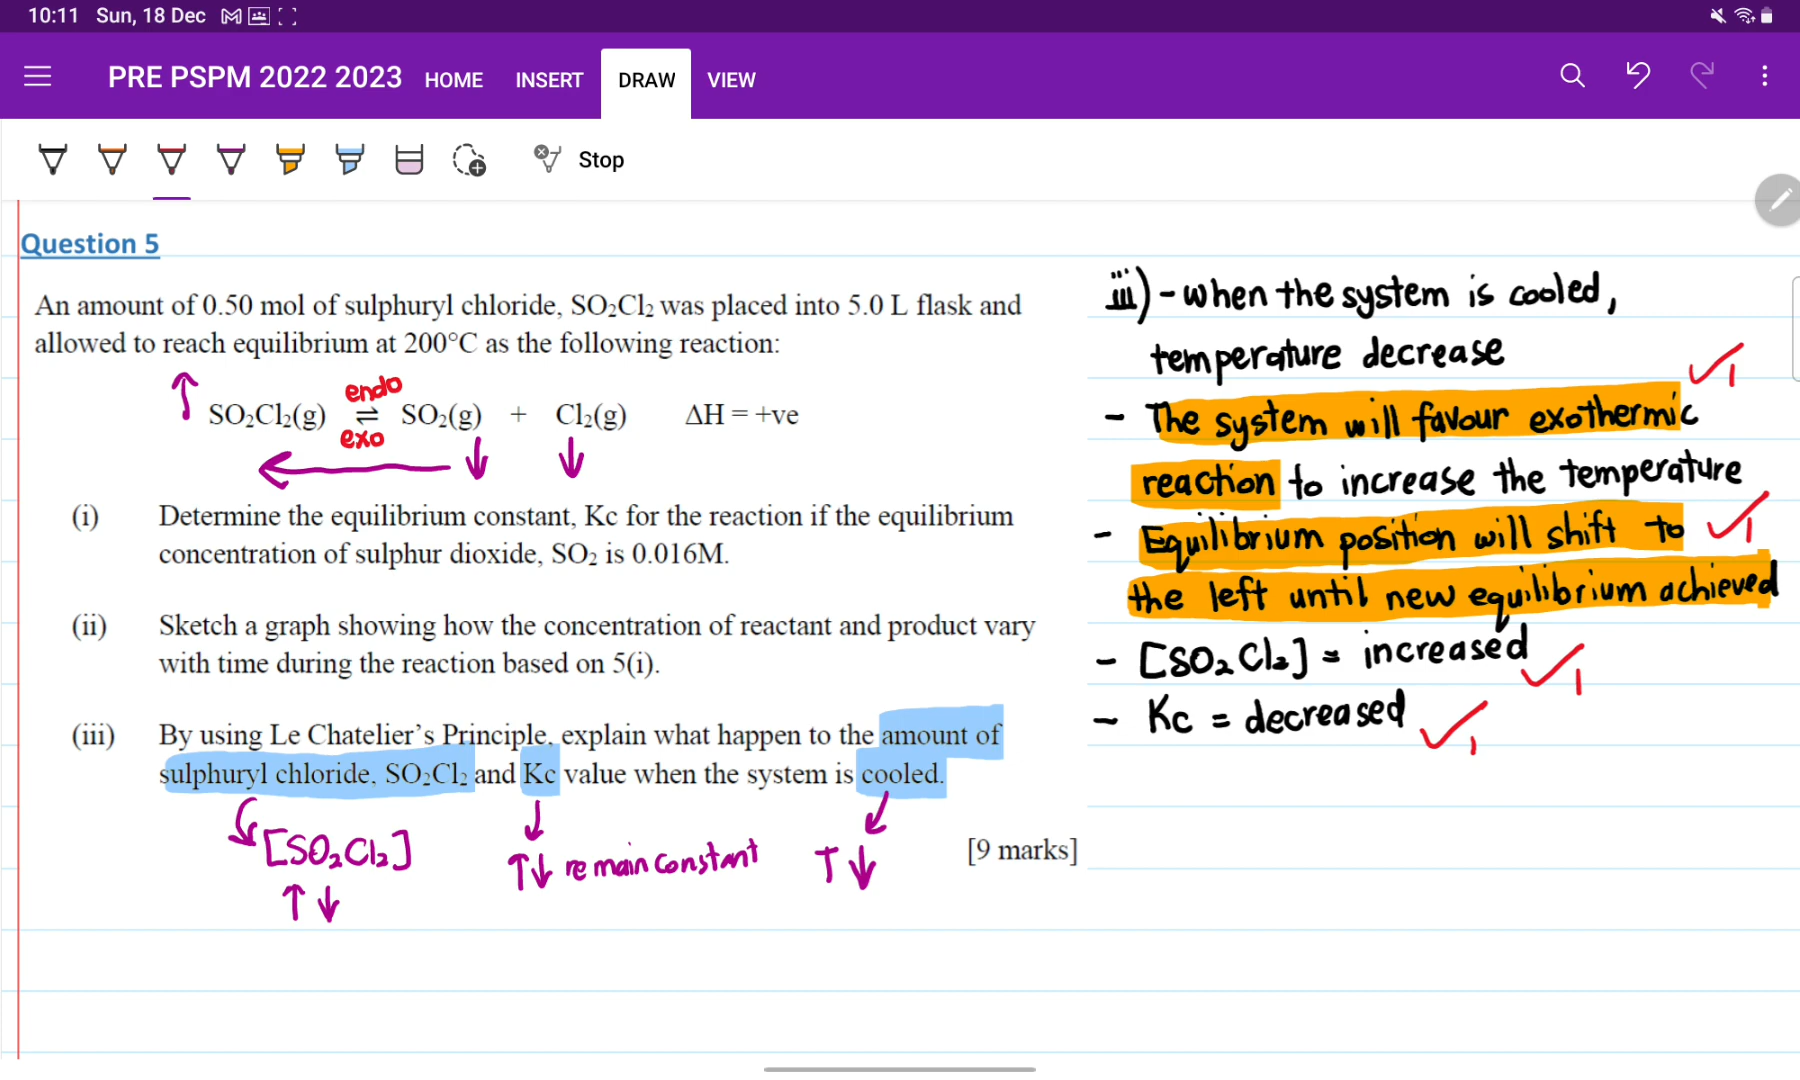 10:11 Sun, 18 Dec
PRE PSPM 2022 2023 HOME INSERT DRAW VIEW
Stop
Question 5
An amount of 0.50 mol of sulphuryl chloride, SO₂Cl₂ was placed into 5.0 L flask and
allowed to reach equilibrium at 200°C as the following reaction:
endo
↑ SO₂Cl₂(g) ⇌ SO₂(g) + Cl₂(g) ΔH = +ve
exo
← ↓ ↓
(i) Determine the equilibrium constant, Kc for the reaction if the equilibrium
concentration of sulphur dioxide, SO₂ is 0.016M.
(ii) Sketch a graph showing how the concentration of reactant and product vary
with time during the reaction based on 5(i).
(iii) By using Le Chatelier’s Principle, explain what happen to the amount of
sulphuryl chloride, SO₂Cl₂ and Kc value when the system is cooled.
[SO₂Cl₂]
↑↓
↑↓ remain constant
T↓
[9 marks]
iii) - when the system is cooled,
temperature decrease ✓1
- The system will favour exothermic
reaction to increase the temperature
- Equilibrium position will shift to ✓1
the left until new equilibrium achieved
- [SO₂Cl₂] = increased ✓1
- Kc = decreased ✓1